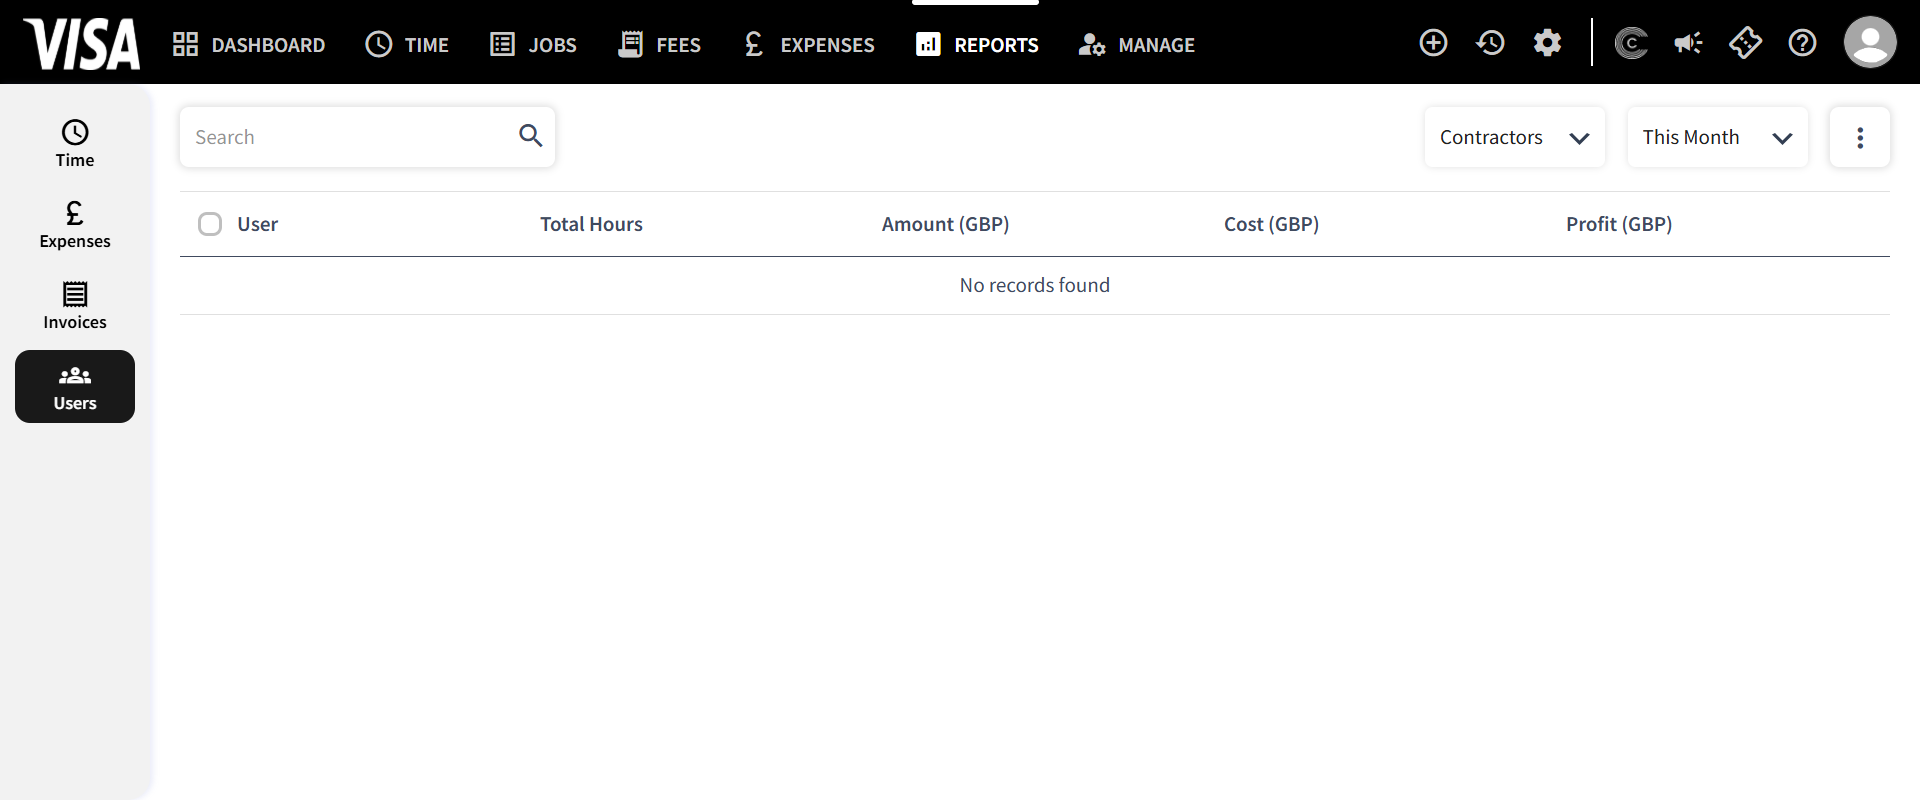 VISA DASHBOARD TIME JOBS FEES £ EXPENSES REPORTS MANAGE
Time
£
Expenses
Invoices
Users
Search
Contractors
This Month
User Total Hours Amount (GBP) Cost (GBP) Profit (GBP)
No records found